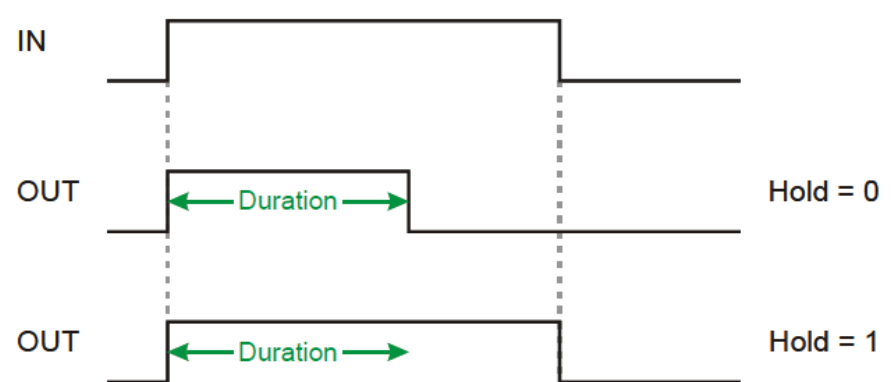 IN
OUT Duration Hold = 0
OUT Duration Hold = 1